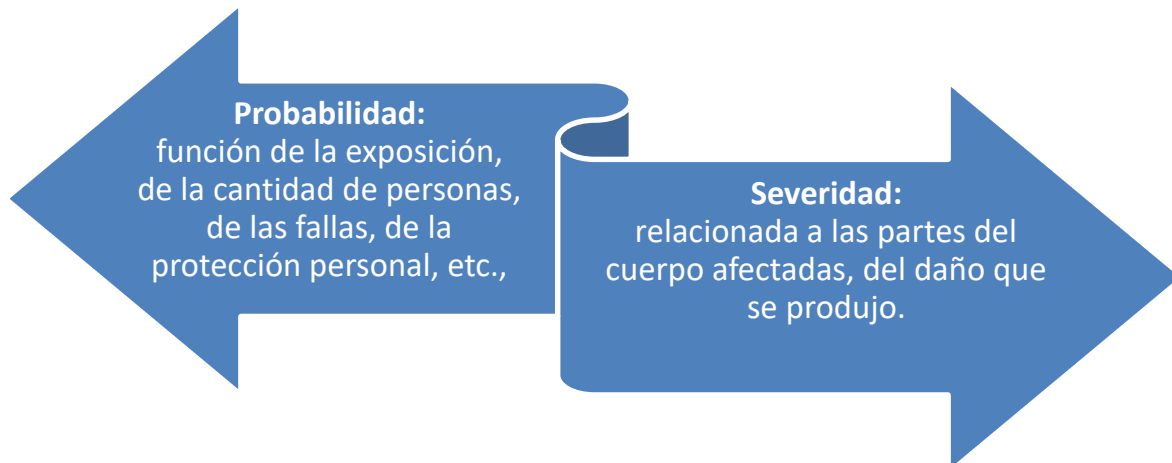 Probabilidad:
función de la exposición,
de la cantidad de personas,
de las fallas, de la
protección personal, etc.,
Severidad:
relacionada a las partes del
cuerpo afectadas, del daño que
se produjo.